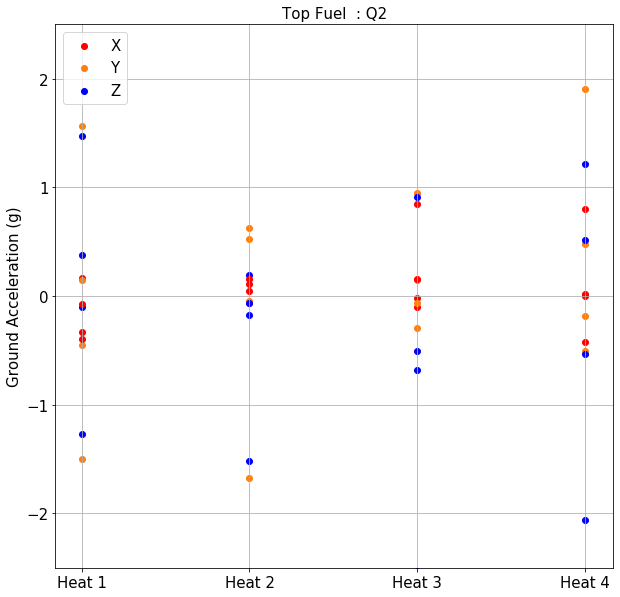 Top Fuel : Q2
X
Y
Z
Ground Acceleration (g)
2
1
0
−1
−2
Heat 1 Heat 2 Heat 3 Heat 4